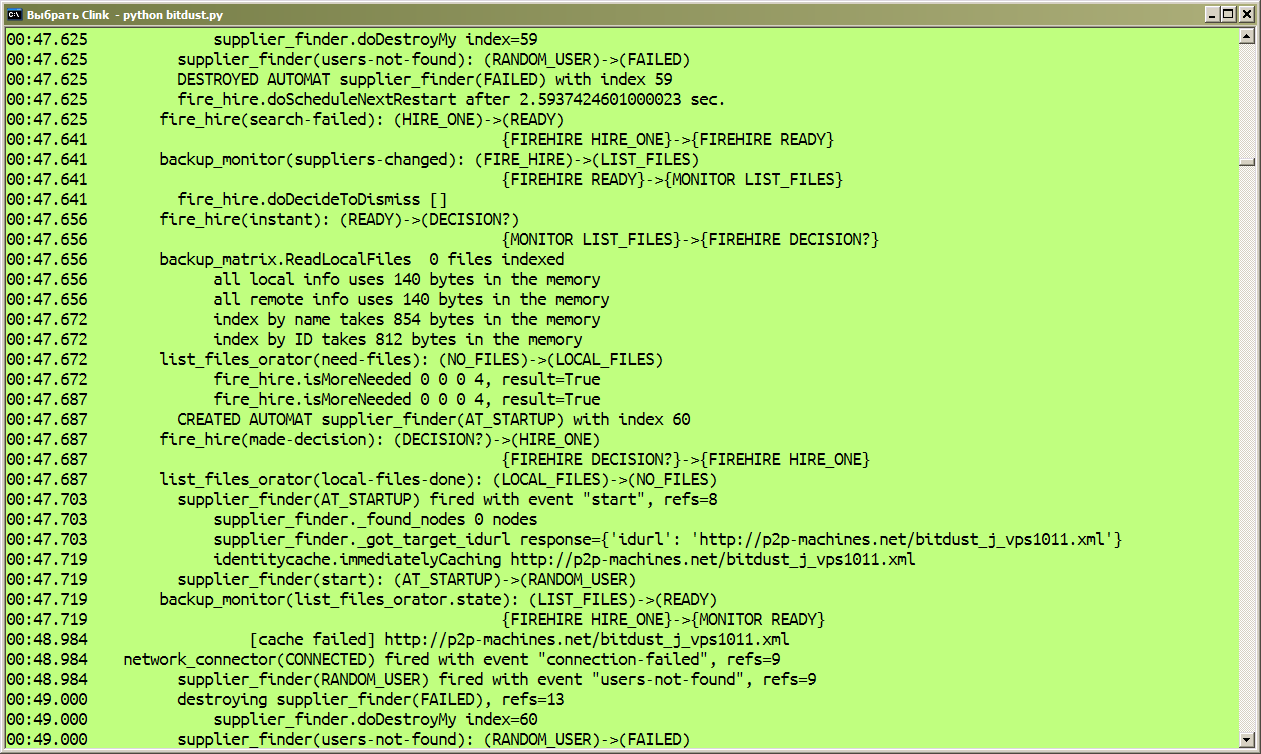 Выбрать Clink - python bitdust.py
00:47.625 supplier_finder.doDestroyMy index=59
00:47.625 supplier_finder(users-not-found): (RANDOM_USER)->(FAILED)
00:47.625 DESTROYED AUTOMAT supplier_finder(FAILED) with index 59
00:47.625 fire_hire.doScheduleNextRestart after 2.5937424601000023 sec.
00:47.625 fire_hire(search-failed): (HIRE_ONE)->(READY)
00:47.641 {FIREHIRE HIRE_ONE}->{FIREHIRE READY}
00:47.641 backup_monitor(suppliers-changed): (FIRE_HIRE)->(LIST_FILES)
00:47.641 {FIREHIRE READY}->{MONITOR LIST_FILES}
00:47.641 fire_hire.doDecideToDismiss []
00:47.656 fire_hire(instant): (READY)->(DECISION?)
00:47.656 {MONITOR LIST_FILES}->{FIREHIRE DECISION?}
00:47.656 backup_matrix.ReadLocalFiles 0 files indexed
00:47.656 all local info uses 140 bytes in the memory
00:47.656 all remote info uses 140 bytes in the memory
00:47.672 index by name takes 854 bytes in the memory
00:47.672 index by ID takes 812 bytes in the memory
00:47.672 list_files_orator(need-files): (NO_FILES)->(LOCAL_FILES)
00:47.672 fire_hire.isMoreNeeded 0 0 0 4, result=True
00:47.687 fire_hire.isMoreNeeded 0 0 0 4, result=True
00:47.687 CREATED AUTOMAT supplier_finder(AT_STARTUP) with index 60
00:47.687 fire_hire(made-decision): (DECISION?)->(HIRE_ONE)
00:47.687 {FIREHIRE DECISION?}->{FIREHIRE HIRE_ONE}
00:47.687 list_files_orator(local-files-done): (LOCAL_FILES)->(NO_FILES)
00:47.703 supplier_finder(AT_STARTUP) fired with event "start", refs=8
00:47.703 supplier_finder._found_nodes 0 nodes
00:47.703 supplier_finder._got_target_idurl response={'idurl': 'http://p2p-machines.net/bitdust_j_vps1011.xml'}
00:47.719 identitycache.immediatelyCaching http://p2p-machines.net/bitdust_j_vps1011.xml
00:47.719 supplier_finder(start): (AT_STARTUP)->(RANDOM_USER)
00:47.719 backup_monitor(list_files_orator.state): (LIST_FILES)->(READY)
00:47.719 {FIREHIRE HIRE_ONE}->{MONITOR READY}
00:48.984 [cache failed] http://p2p-machines.net/bitdust_j_vps1011.xml
00:48.984 network_connector(CONNECTED) fired with event "connection-failed", refs=9
00:48.984 supplier_finder(RANDOM_USER) fired with event "users-not-found", refs=9
00:49.000 destroying supplier_finder(FAILED), refs=13
00:49.000 supplier_finder.doDestroyMy index=60
00:49.000 supplier_finder(users-not-found): (RANDOM_USER)->(FAILED)